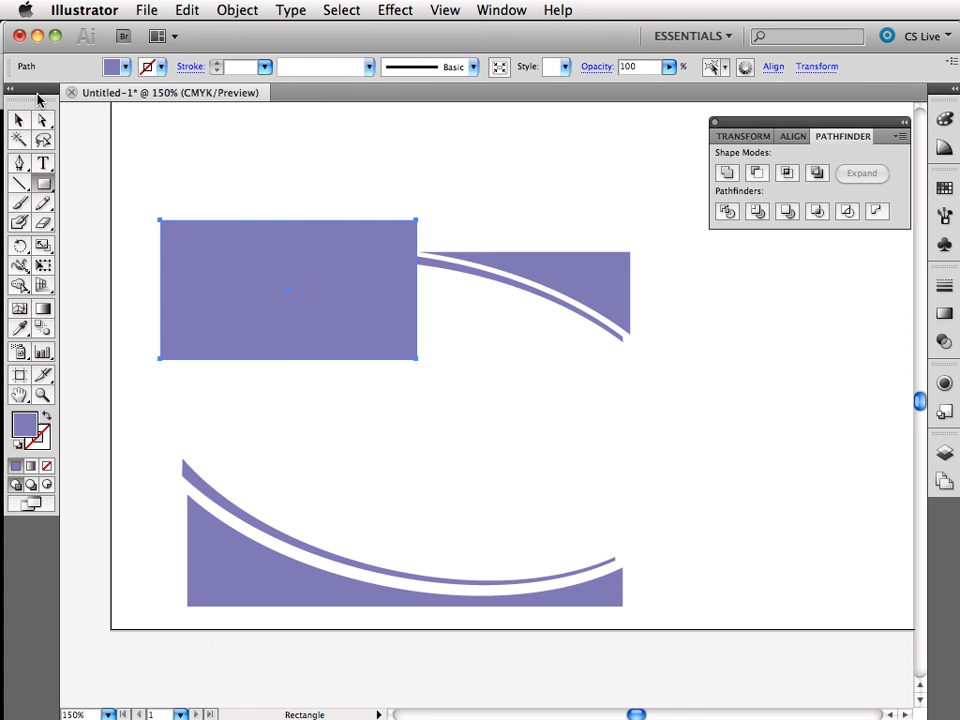 Illustrator File Edit Object Type Select Effect View Window Help
Ai Br ESSENTIALS CS Live
Path Stroke: Basic Style: Opacity: 100 % Align Transform
Untitled-1* @ 150% (CMYK/Preview)
TRANSFORM ALIGN PATHFINDER
Shape Modes:
Expand
Pathfinders:
T
150% 1 Rectangle